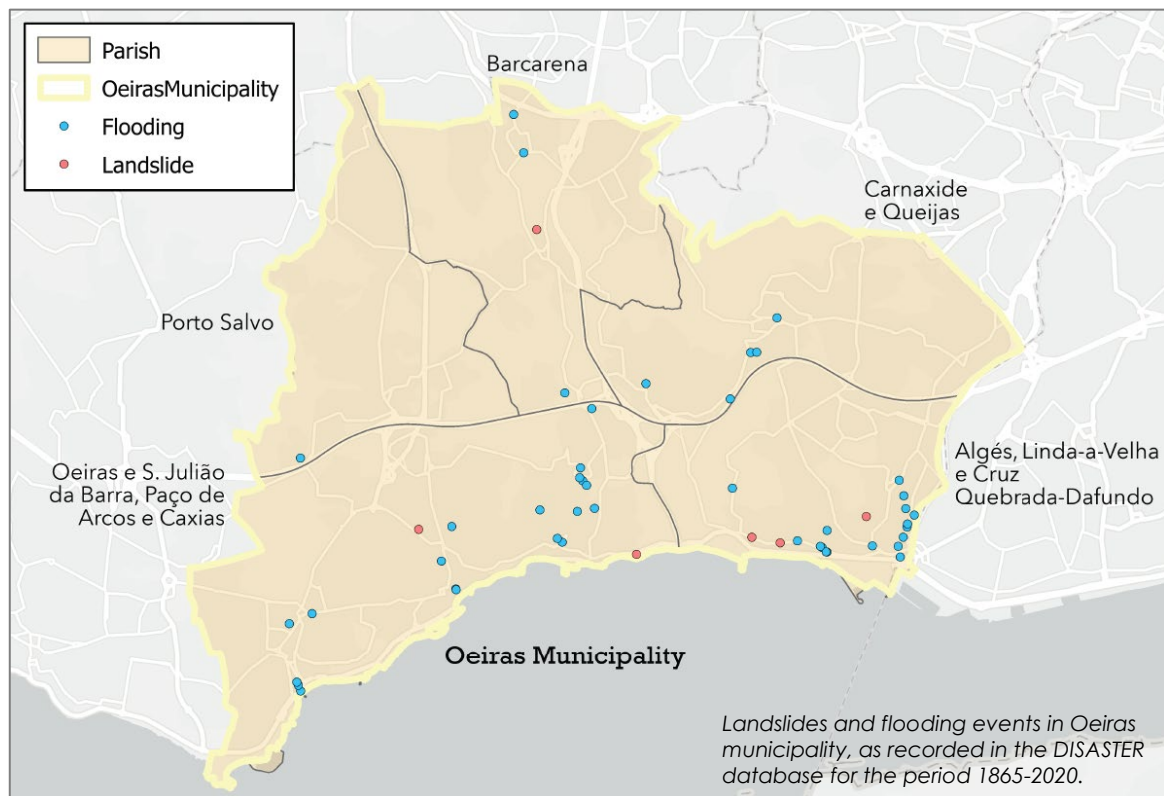 Parish
OeirasMunicipality
Flooding
Landslide
Barcarena
Carnaxide
e Queijas
Porto Salvo
Oeiras e S. Julião
da Barra, Paço de
Arcos e Caxias
Algés, Linda-a-Velha
e Cruz
Quebrada-Dafundo
Oeiras Municipality
Landslides and flooding events in Oeiras
municipality, as recorded in the DISASTER
database for the period 1865-2020.